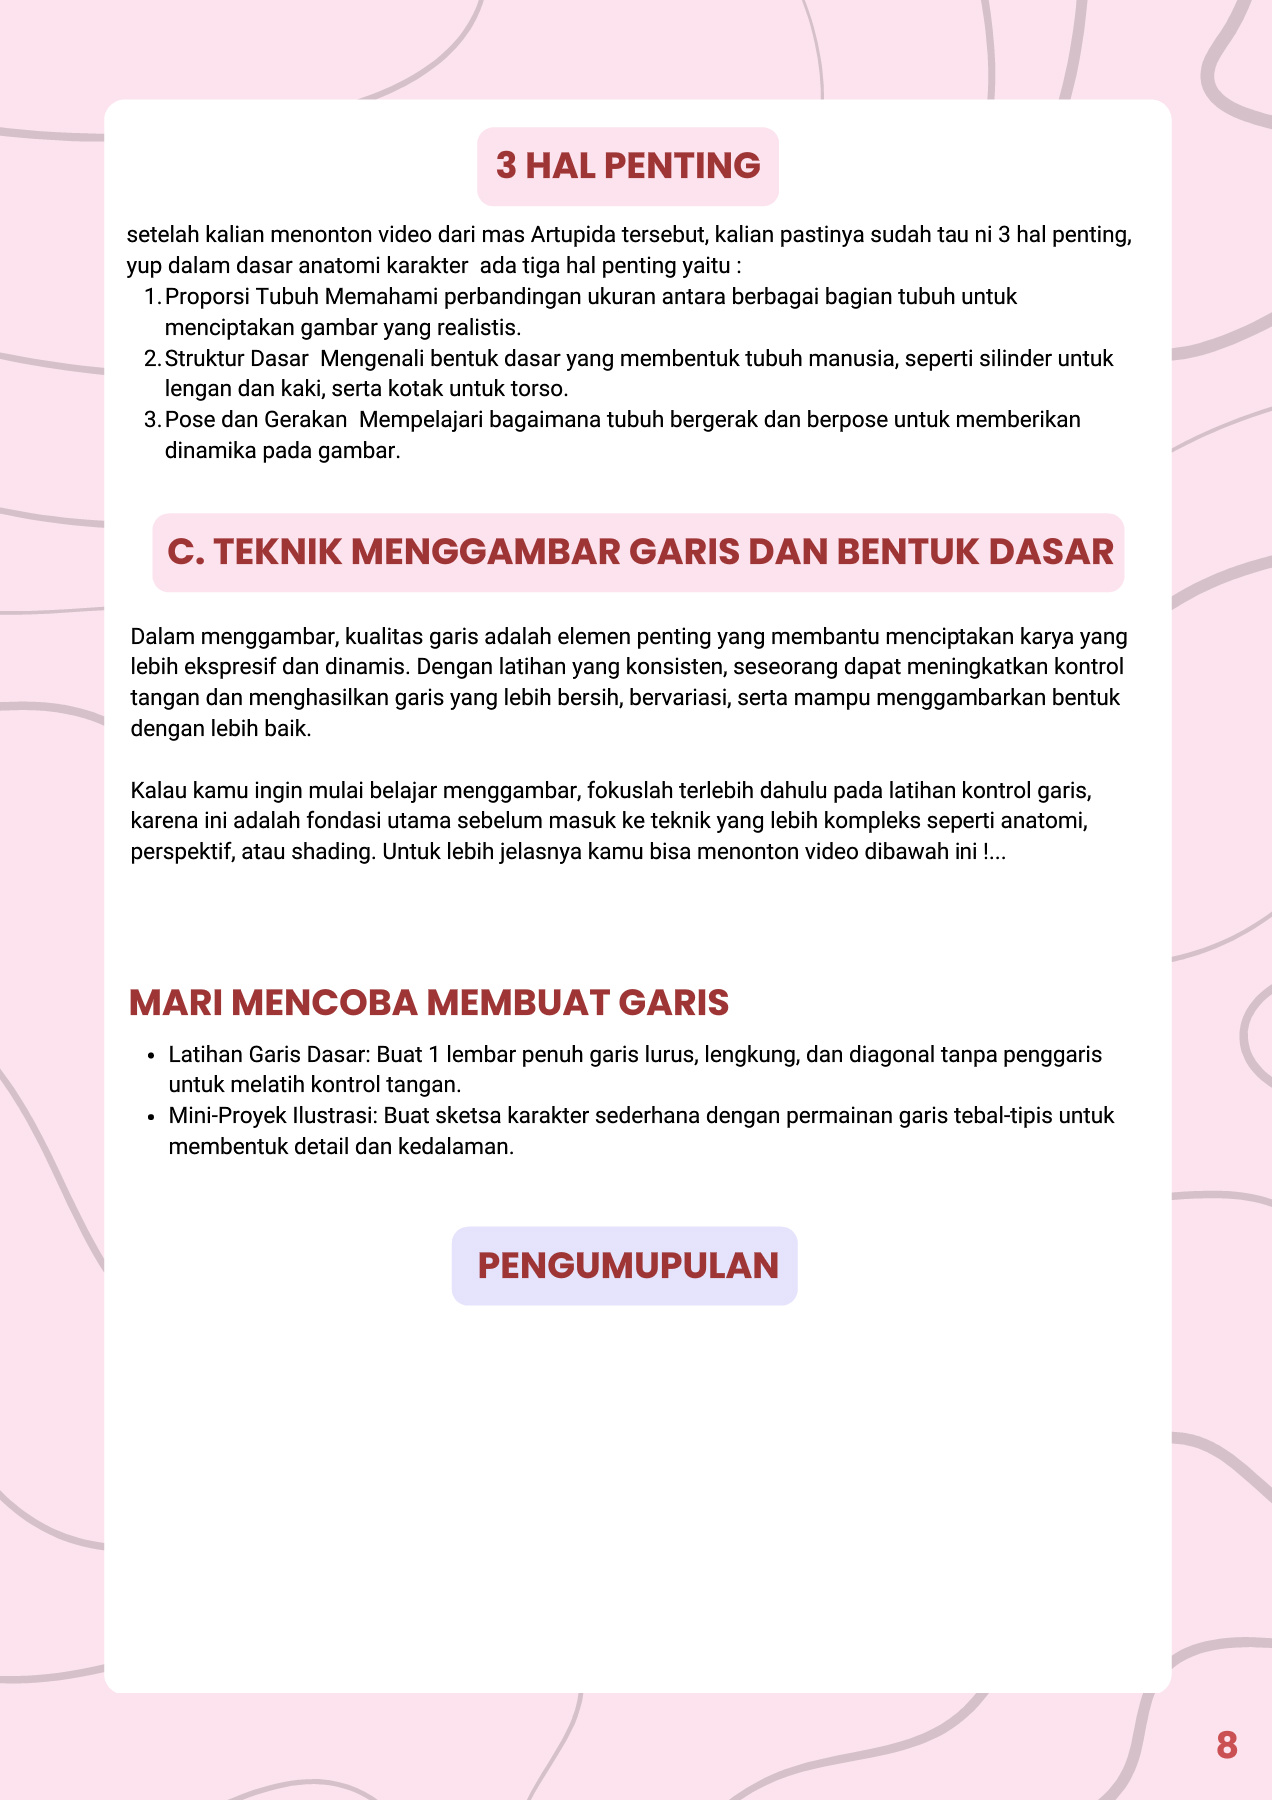 3 HAL PENTING
setelah kalian menonton video dari mas Artupida tersebut, kalian pastinya sudah tau ni 3 hal penting,
yup dalam dasar anatomi karakter  ada tiga hal penting yaitu :
1. Proporsi Tubuh Memahami perbandingan ukuran antara berbagai bagian tubuh untuk
menciptakan gambar yang realistis.
2. Struktur Dasar  Mengenali bentuk dasar yang membentuk tubuh manusia, seperti silinder untuk
lengan dan kaki, serta kotak untuk torso.
3. Pose dan Gerakan  Mempelajari bagaimana tubuh bergerak dan berpose untuk memberikan
dinamika pada gambar.
C. TEKNIK MENGGAMBAR GARIS DAN BENTUK DASAR
Dalam menggambar, kualitas garis adalah elemen penting yang membantu menciptakan karya yang
lebih ekspresif dan dinamis. Dengan latihan yang konsisten, seseorang dapat meningkatkan kontrol
tangan dan menghasilkan garis yang lebih bersih, bervariasi, serta mampu menggambarkan bentuk
dengan lebih baik.
Kalau kamu ingin mulai belajar menggambar, fokuslah terlebih dahulu pada latihan kontrol garis,
karena ini adalah fondasi utama sebelum masuk ke teknik yang lebih kompleks seperti anatomi,
perspektif, atau shading. Untuk lebih jelasnya kamu bisa menonton video dibawah ini !...
MARI MENCOBA MEMBUAT GARIS
• Latihan Garis Dasar: Buat 1 lembar penuh garis lurus, lengkung, dan diagonal tanpa penggaris
untuk melatih kontrol tangan.
• Mini-Proyek Ilustrasi: Buat sketsa karakter sederhana dengan permainan garis tebal-tipis untuk
membentuk detail dan kedalaman.
PENGUMUPULAN
8